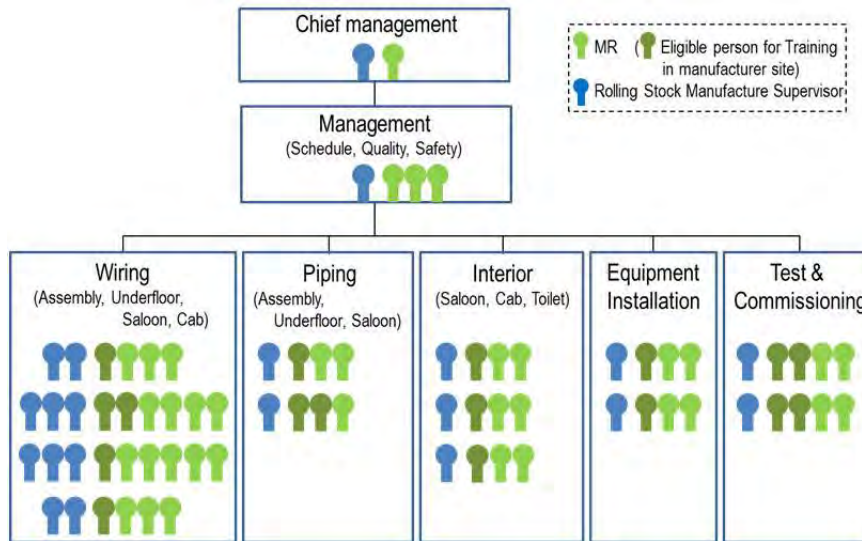 Chief management
MR ( Eligible person for Training
in manufacturer site)
Rolling Stock Manufacture Supervisor
Management
(Schedule, Quality, Safety)
Wiring
(Assembly, Underfloor,
Saloon, Cab)
Piping
(Assembly,
Underfloor, Saloon)
Interior
(Saloon, Cab, Toilet)
Equipment
Installation
Test &
Commissioning